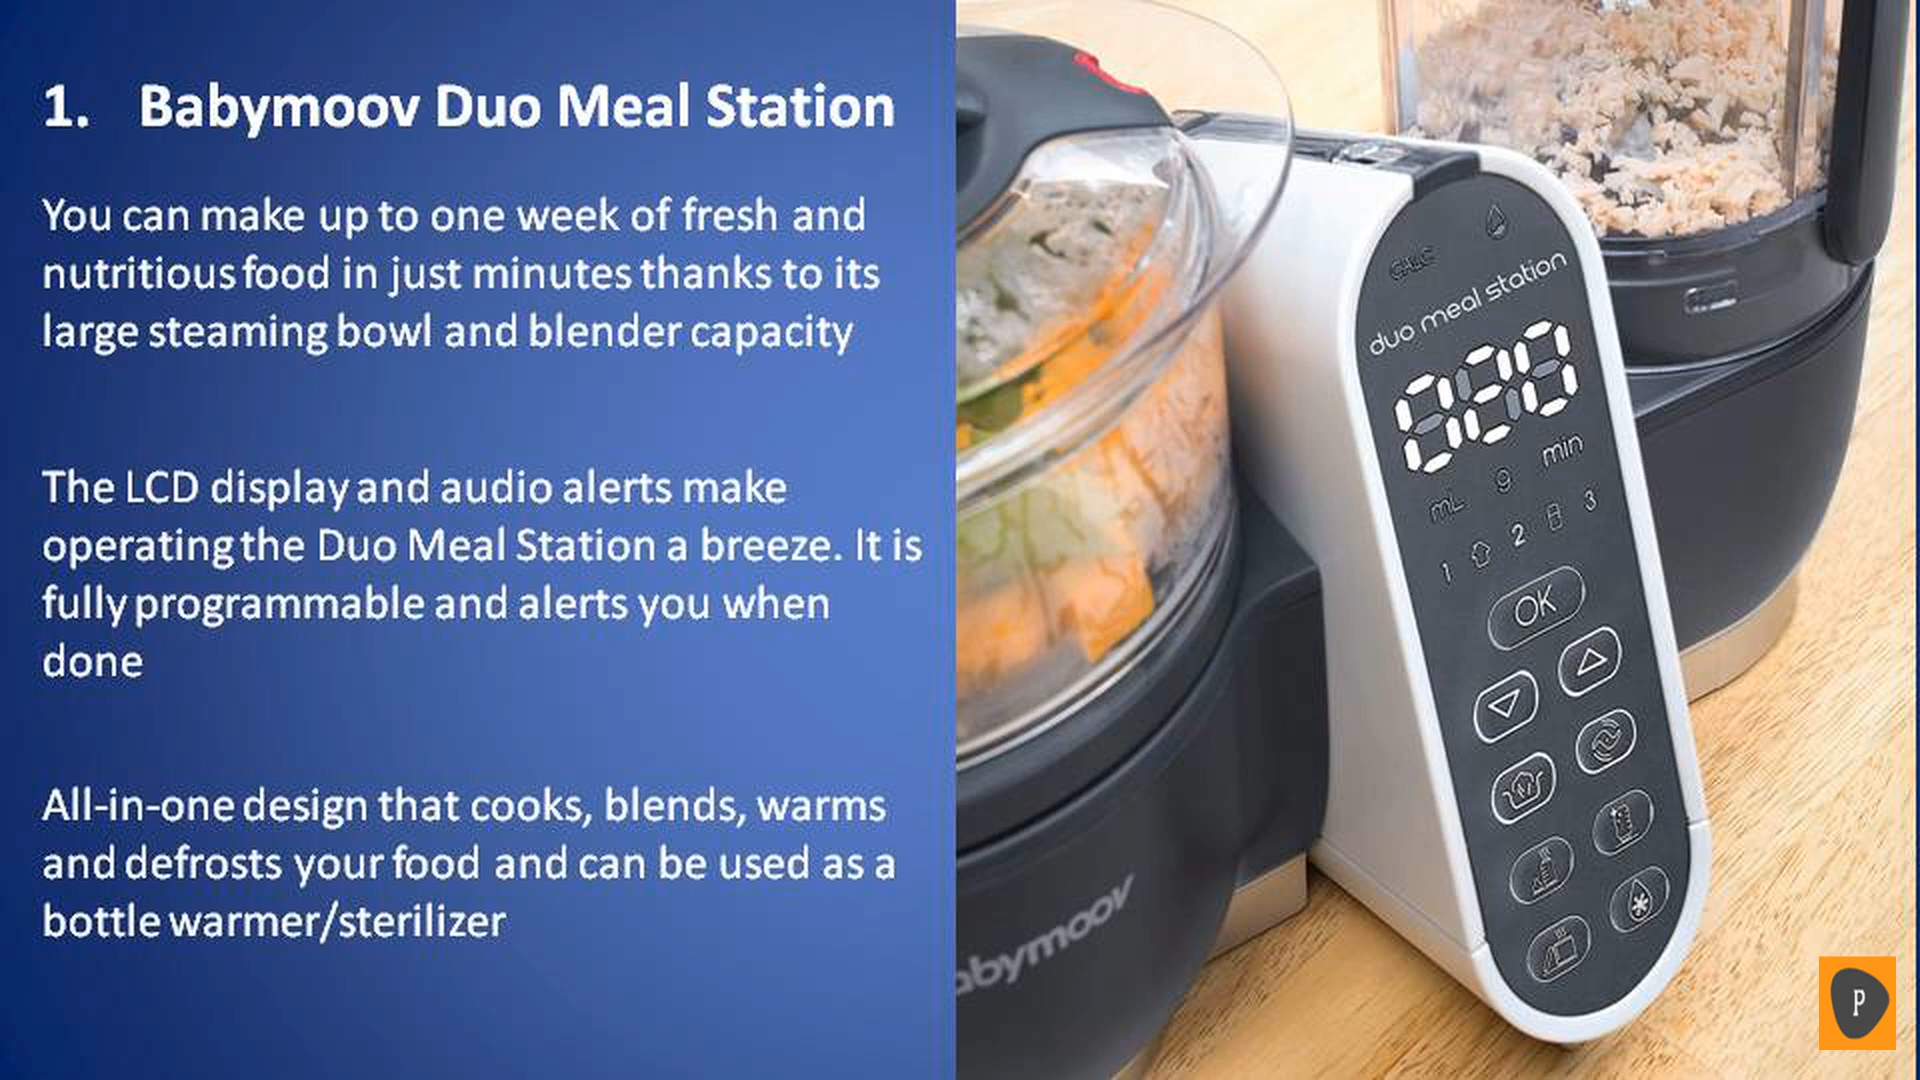 1. Babymoov Duo Meal Station
You can make up to one week of fresh and
nutritious food in just minutes thanks to its
large steaming bowl and blender capacity
The LCD display and audio alerts make
operating the Duo Meal Station a breeze. It is
fully programmable and alerts you when
done
All-in-one design that cooks, blends, warms
and defrosts your food and can be used as a
bottle warmer/sterilizer
CALC
duo meal station
min
mL g
1 2 3
OK
abymoov
P